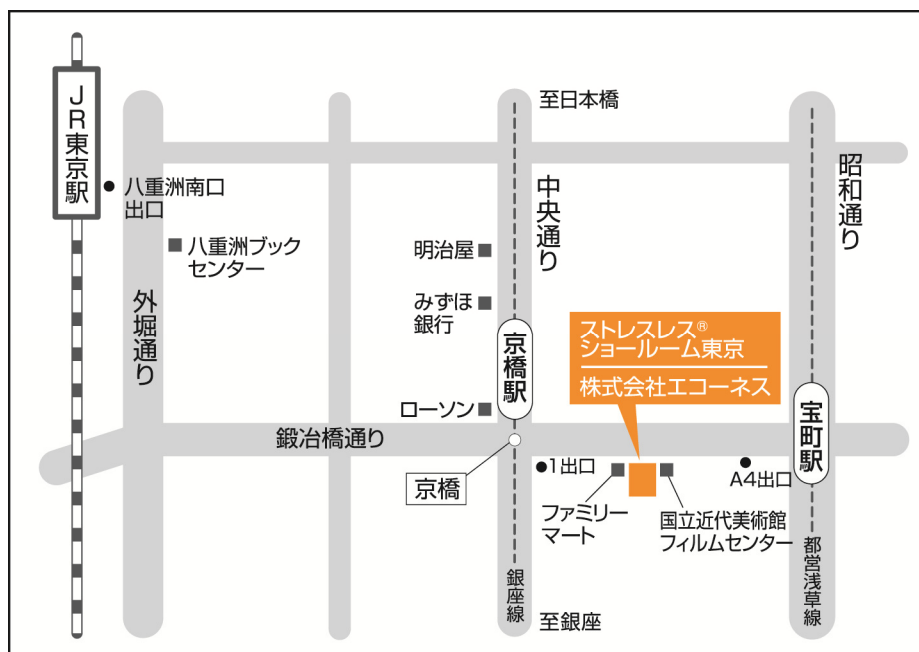 JR東京駅
八重洲南口
出口
八重洲ブック
センター
外堀通り
至日本橋
中央通り
昭和通り
明治屋
みずほ
銀行
京橋駅
ローソン
ストレスレス®
ショールーム東京
株式会社エコーネス
宝町駅
鍛冶橋通り
京橋
1出口
ファミリー
マート
国立近代美術館
フィルムセンター
A4出口
銀座線
都営浅草線
至銀座